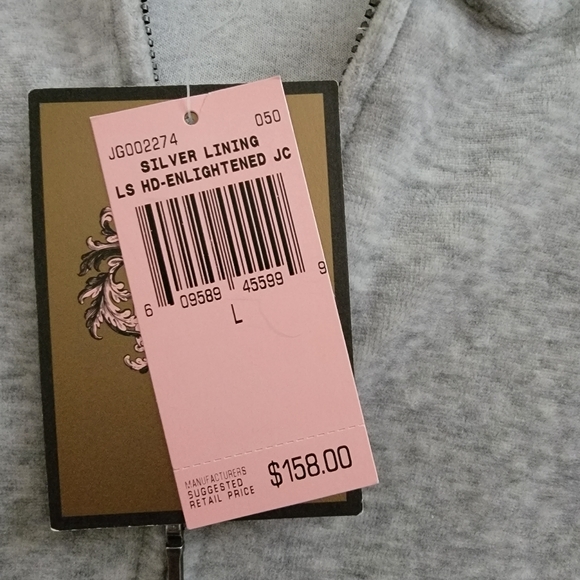 050
JG002274
SILVER LINING
LS HD-ENLIGHTENED JC
6 09589 45599 9
L
MANUFACTURERS
SUGGESTED
RETAIL PRICE
$158.00